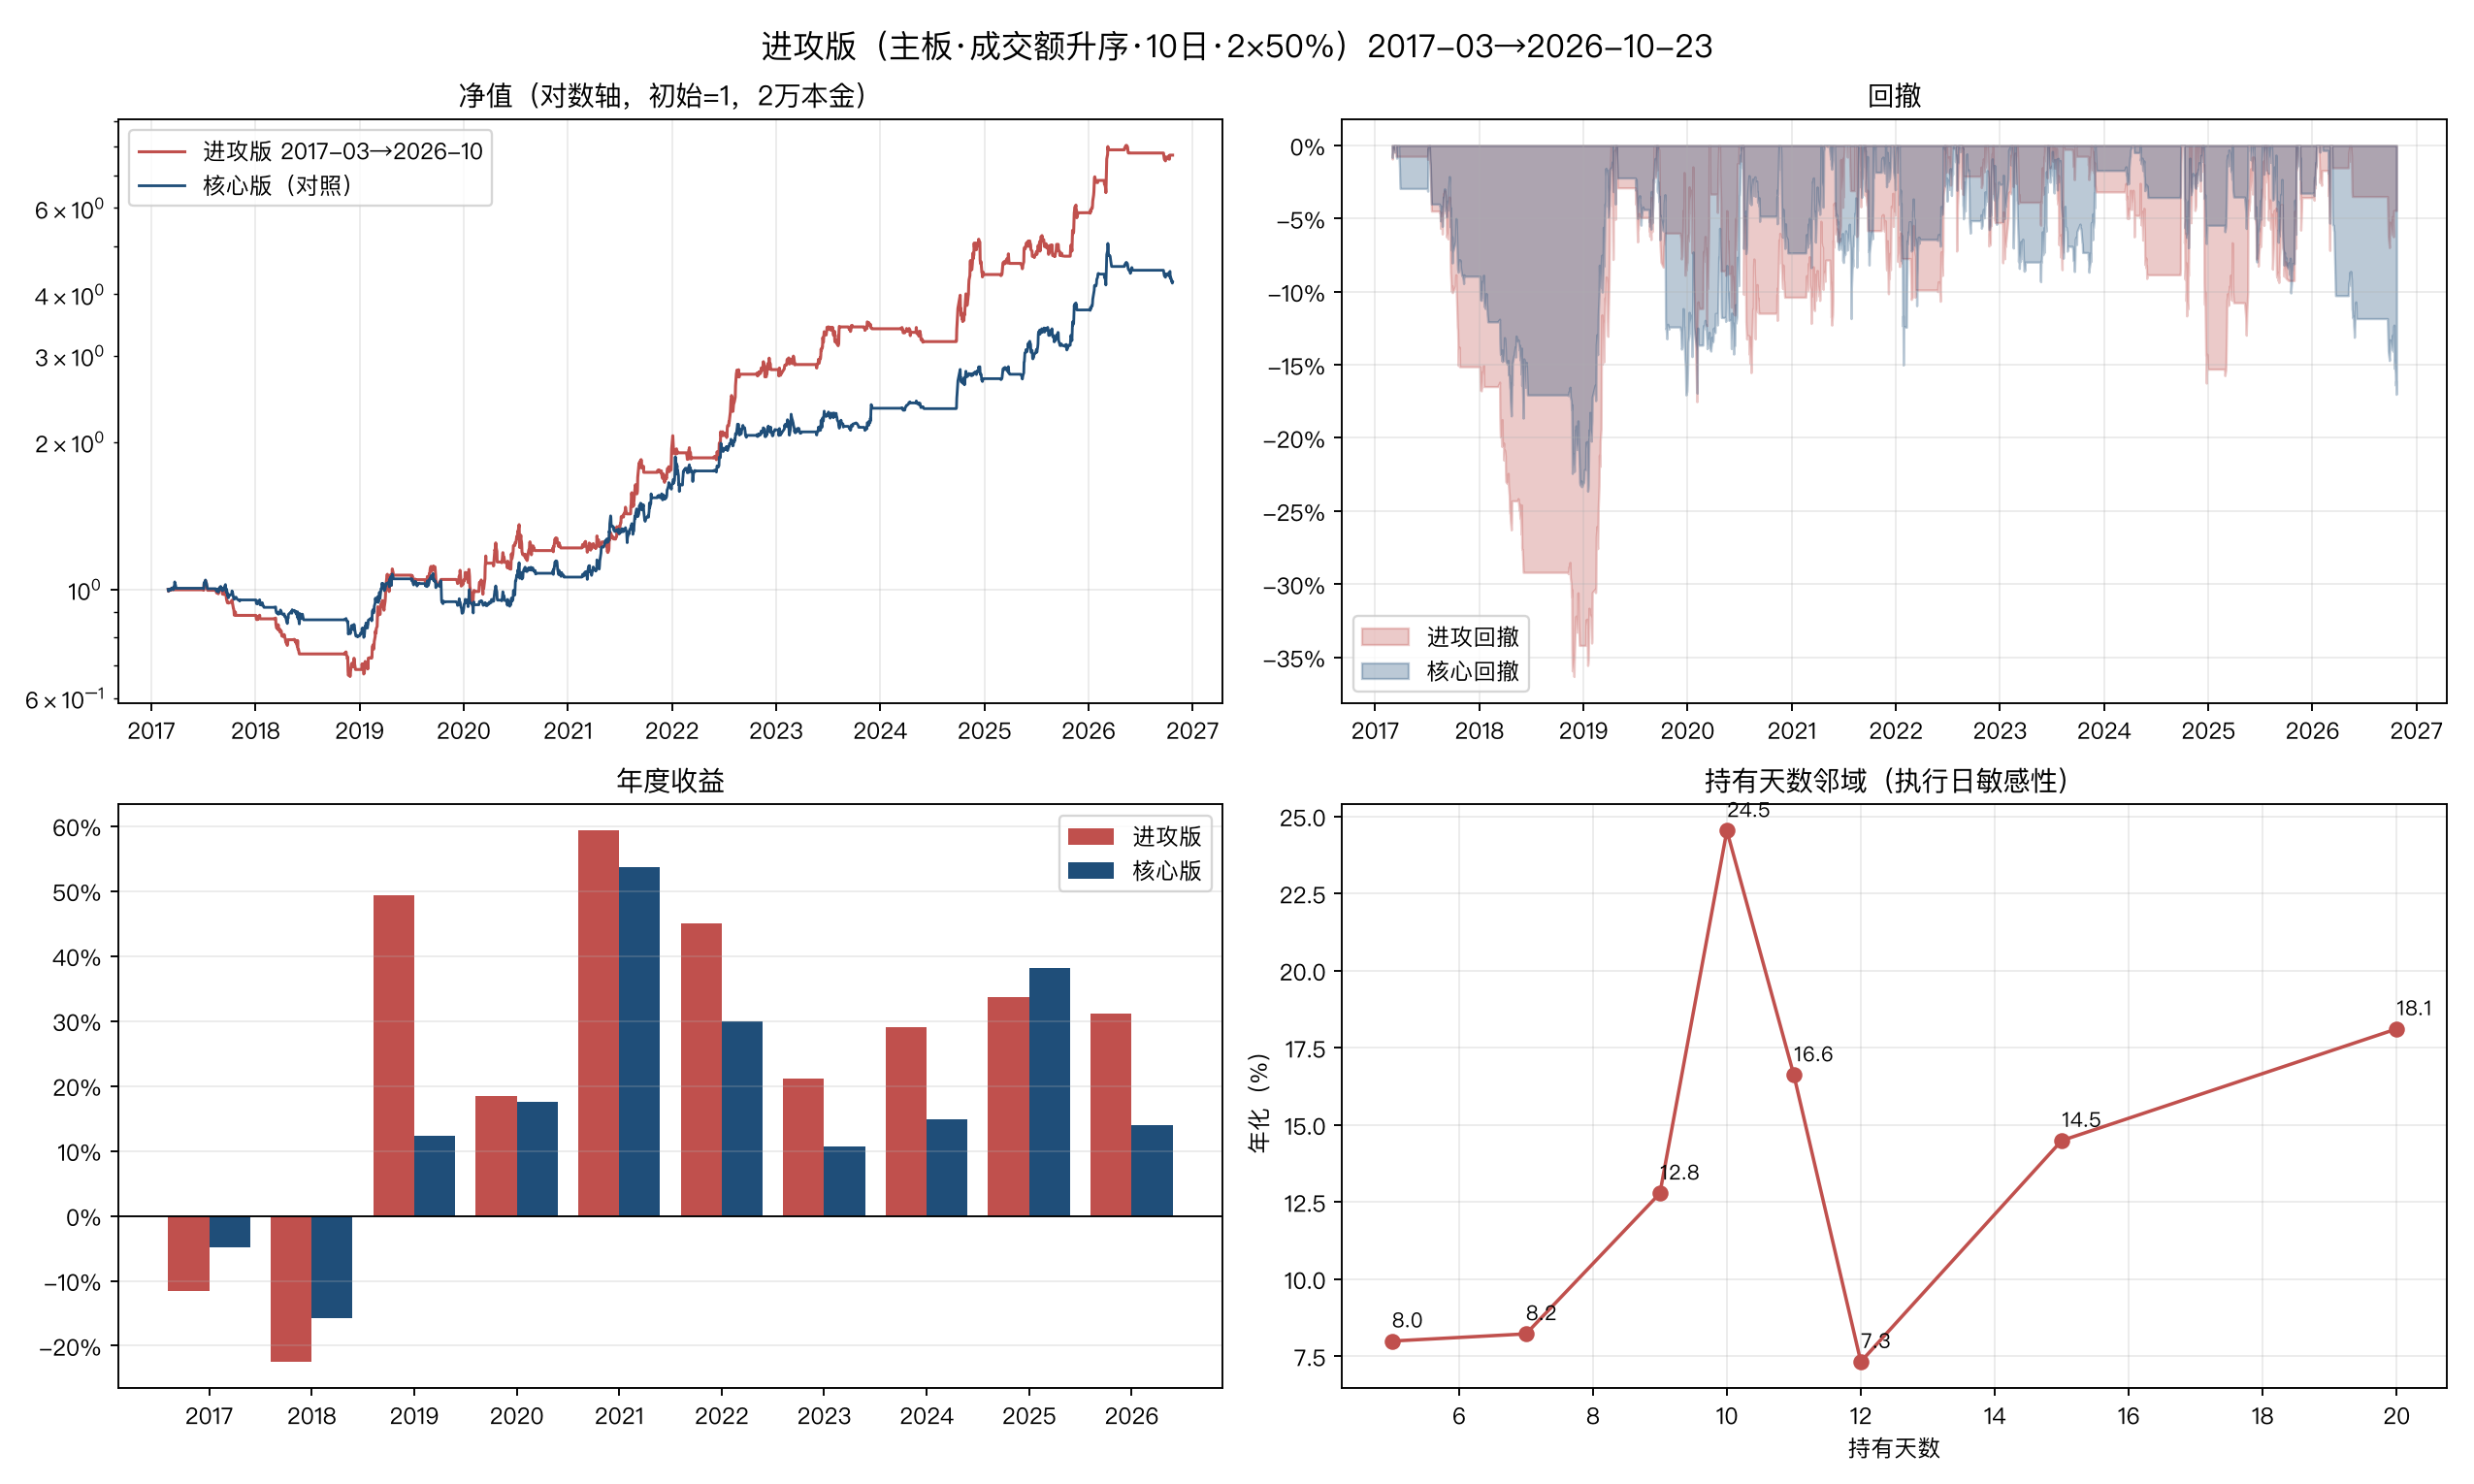 进攻版（主板·成交额升序·10日·2×50%）2017–03→2026–10–23
净值（对数轴，初始=1，2万本金）
进攻版 2017–03→2026–10
核心版（对照）
6×10⁰
4×10⁰
3×10⁰
2×10⁰
10⁰
6×10⁻¹
2017 2018 2019 2020 2021 2022 2023 2024 2025 2026 2027
回撤
0%
–5%
–10%
–15%
–20%
–25%
–30%
–35%
进攻回撤
核心回撤
2017 2018 2019 2020 2021 2022 2023 2024 2025 2026 2027
年度收益
进攻版
核心版
60%
50%
40%
30%
20%
10%
0%
–10%
–20%
2017 2018 2019 2020 2021 2022 2023 2024 2025 2026
持有天数邻域（执行日敏感性）
年化（%）
25.0
22.5
20.0
17.5
15.0
12.5
10.0
7.5
8.0
8.2
12.8
24.5
16.6
7.3
14.5
18.1
6 8 10 12 14 16 18 20
持有天数